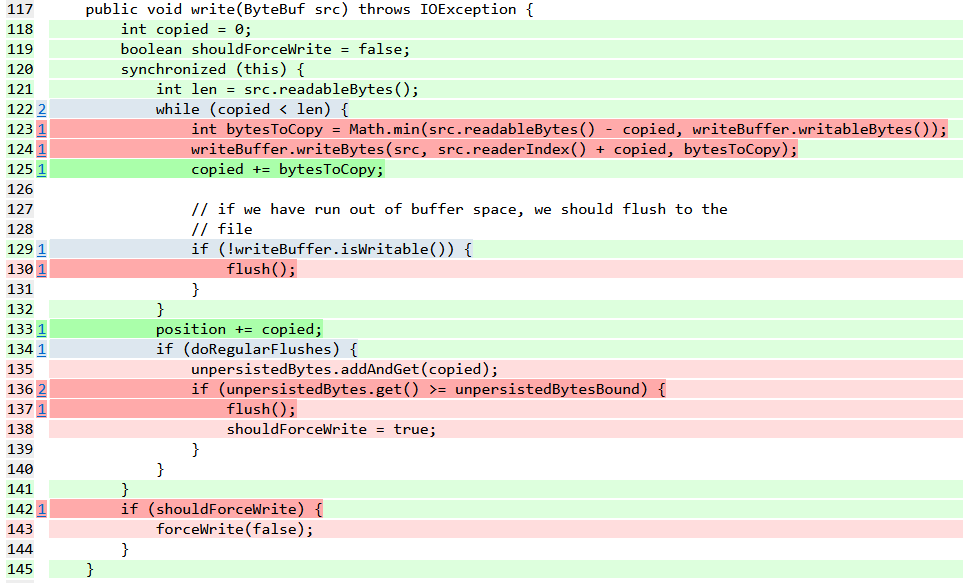 117 public void write(ByteBuf src) throws IOException {
118 int copied = 0;
119 boolean shouldForceWrite = false;
120 synchronized (this) {
121 int len = src.readableBytes();
122 2 while (copied < len) {
123 1 int bytesToCopy = Math.min(src.readableBytes() - copied, writeBuffer.writableBytes());
124 1 writeBuffer.writeBytes(src, src.readerIndex() + copied, bytesToCopy);
125 1 copied += bytesToCopy;
126
127 // if we have run out of buffer space, we should flush to the
128 // file
129 1 if (!writeBuffer.isWritable()) {
130 1 flush();
131 }
132 }
133 1 position += copied;
134 1 if (doRegularFlushes) {
135 unpersistedBytes.addAndGet(copied);
136 2 if (unpersistedBytes.get() >= unpersistedBytesBound) {
137 1 flush();
138 shouldForceWrite = true;
139 }
140 }
141 }
142 1 if (shouldForceWrite) {
143 forceWrite(false);
144 }
145 }